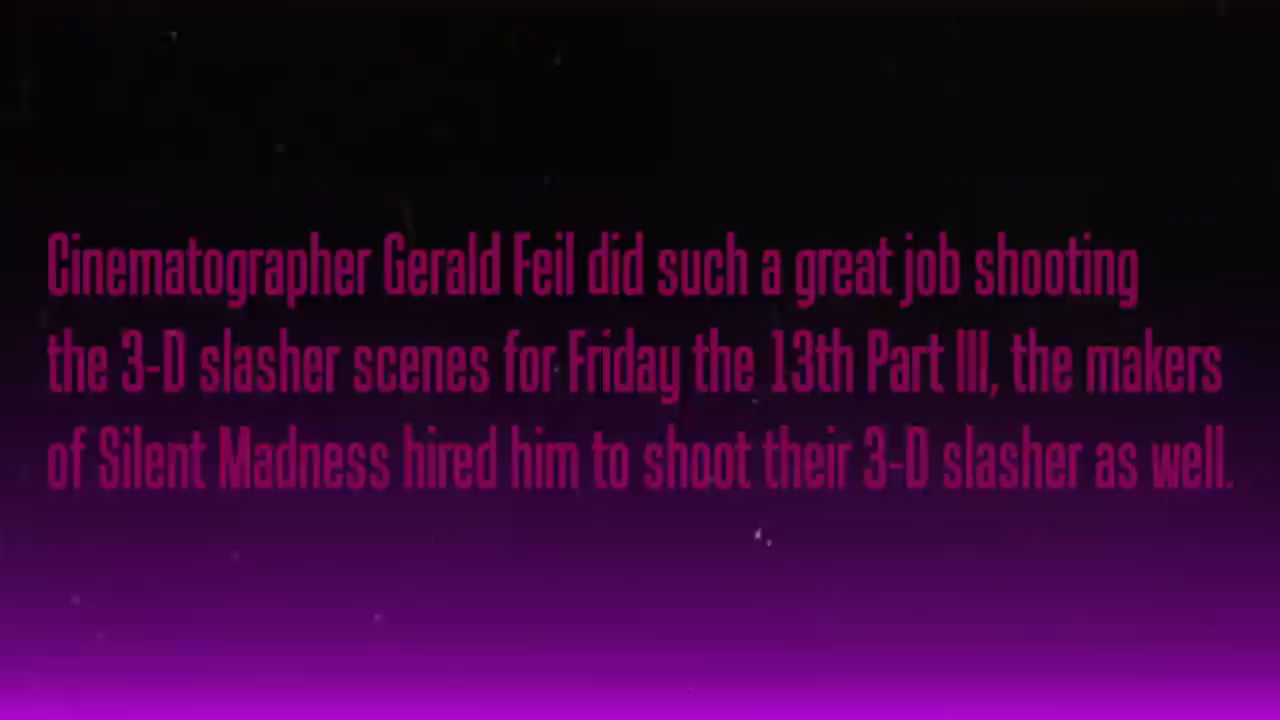 Cinematographer Gerald Feil did such a great job shooting
the 3-D slasher scenes for Friday the 13th Part III, the makers
of Silent Madness hired him to shoot their 3-D slasher as well.